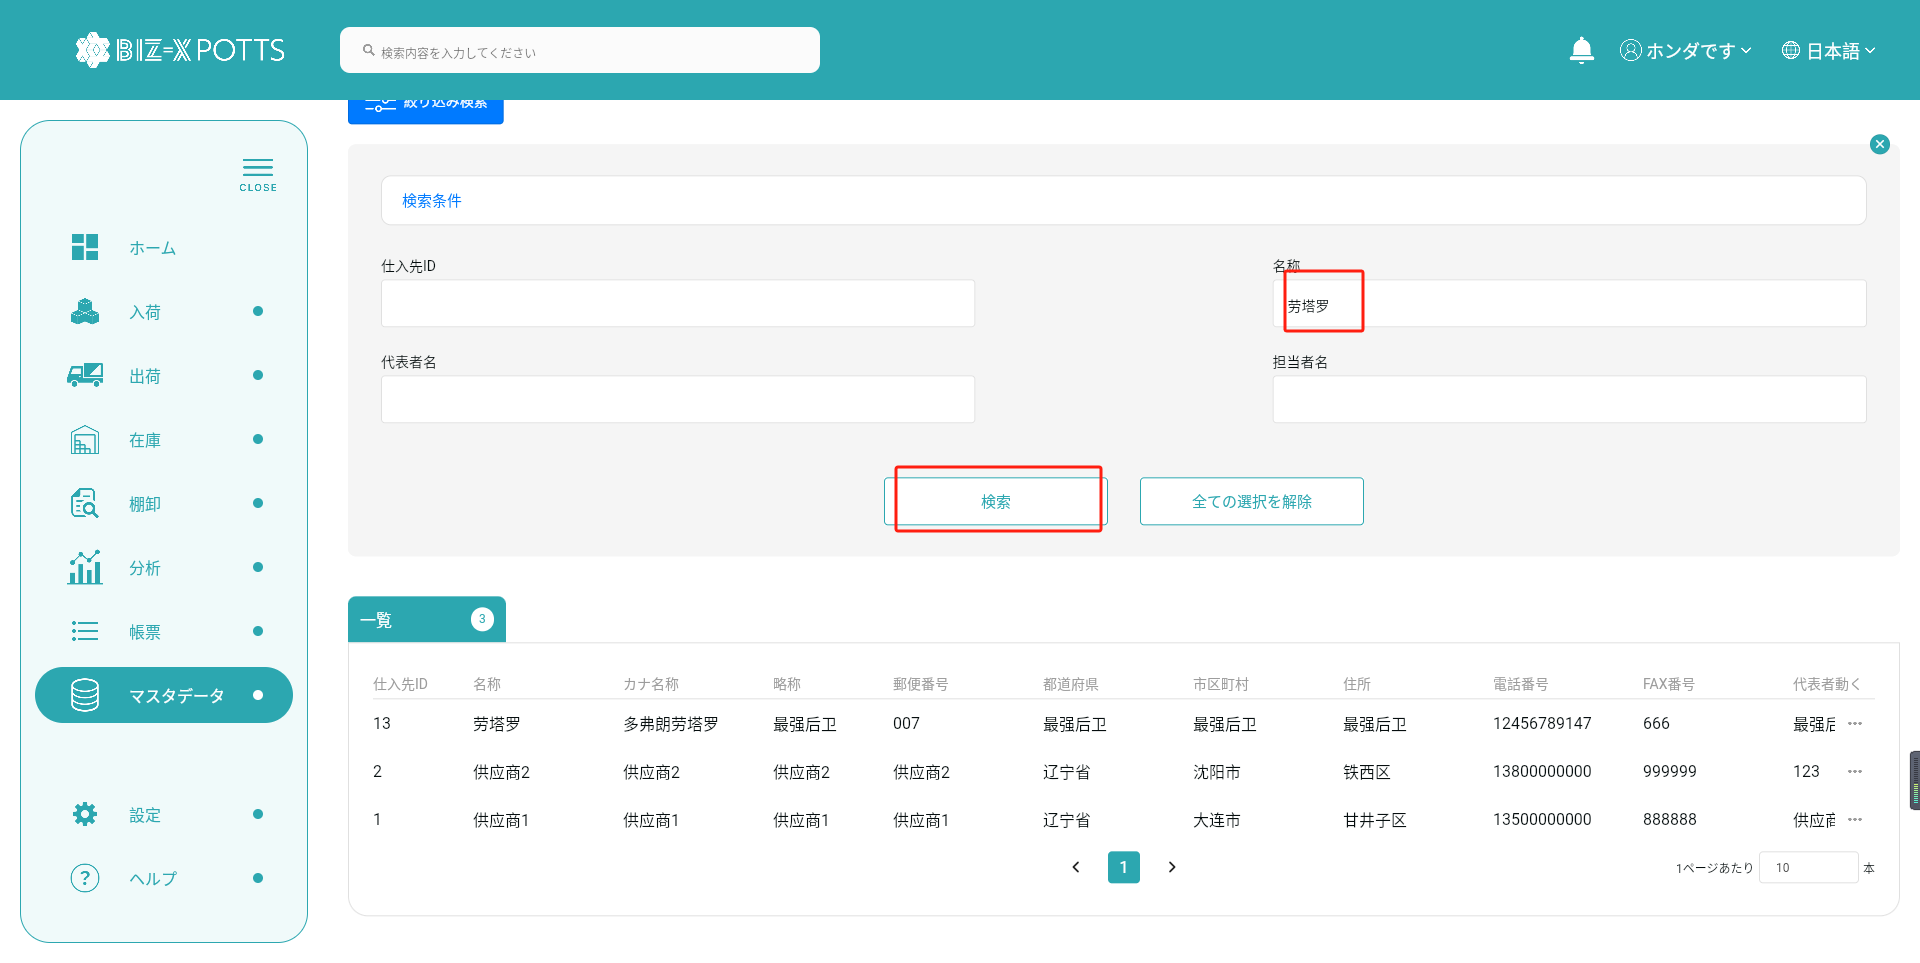 BIZ=X POTTS
検索内容を入力してください
ホンダです
日本語
絞り込み検索
CLOSE
ホーム
入荷
出荷
在庫
棚卸
分析
帳票
マスタデータ
設定
? ヘルプ
検索条件
仕入先ID
名称
劳塔罗
代表者名
担当者名
検索
全ての選択を解除
一覧 3
仕入先ID 名称 カナ名称 略称 郵便番号 都道府県 市区町村 住所 電話番号 FAX番号 代表者動く
13 劳塔罗 多弗朗劳塔罗 最强后卫 007 最强后卫 最强后卫 最强后卫 12456789147 666 最强后 ...
2 供应商2 供应商2 供应商2 供应商2 辽宁省 沈阳市 铁西区 13800000000 999999 123 ...
1 供应商1 供应商1 供应商1 供应商1 辽宁省 大连市 甘井子区 13500000000 888888 供应商 ...
1
1ページあたり 10 本